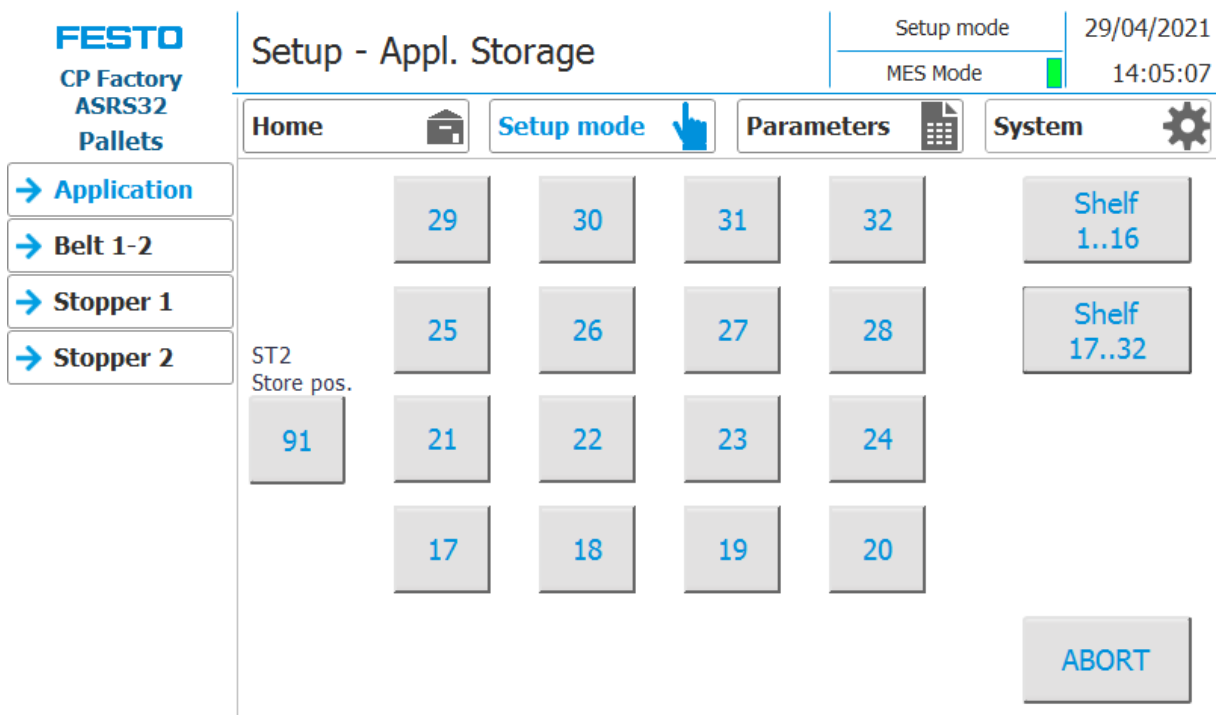 FESTO
CP Factory
ASRS32
Pallets
Setup - Appl. Storage
Setup mode
MES Mode
29/04/2021
14:05:07
Home
Setup mode
Parameters
System
Application
Belt 1-2
Stopper 1
Stopper 2
29 30 31 32
Shelf
1..16
25 26 27 28
Shelf
17..32
ST2
Store pos.
91 21 22 23 24
17 18 19 20
ABORT